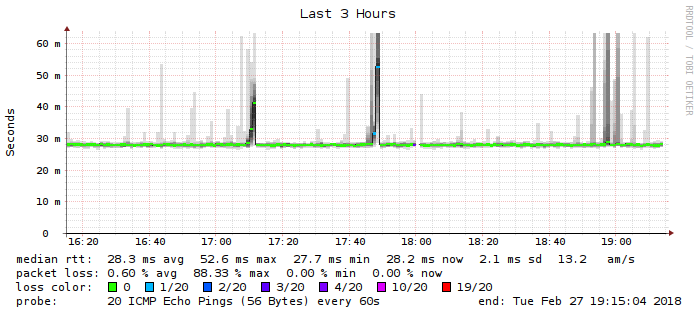 Last 3 Hours
RRDTOOL / TOBI OETIKER
Seconds
60 m
50 m
40 m
30 m
20 m
10 m
0
16:20 16:40 17:00 17:20 17:40 18:00 18:20 18:40 19:00
median rtt: 28.3 ms avg 52.6 ms max 27.7 ms min 28.2 ms now 2.1 ms sd 13.2 am/s
packet loss: 0.60 % avg 88.33 % max 0.00 % min 0.00 % now
loss color: 0 1/20 2/20 3/20 4/20 10/20 19/20
probe: 20 ICMP Echo Pings (56 Bytes) every 60s end: Tue Feb 27 19:15:04 2018